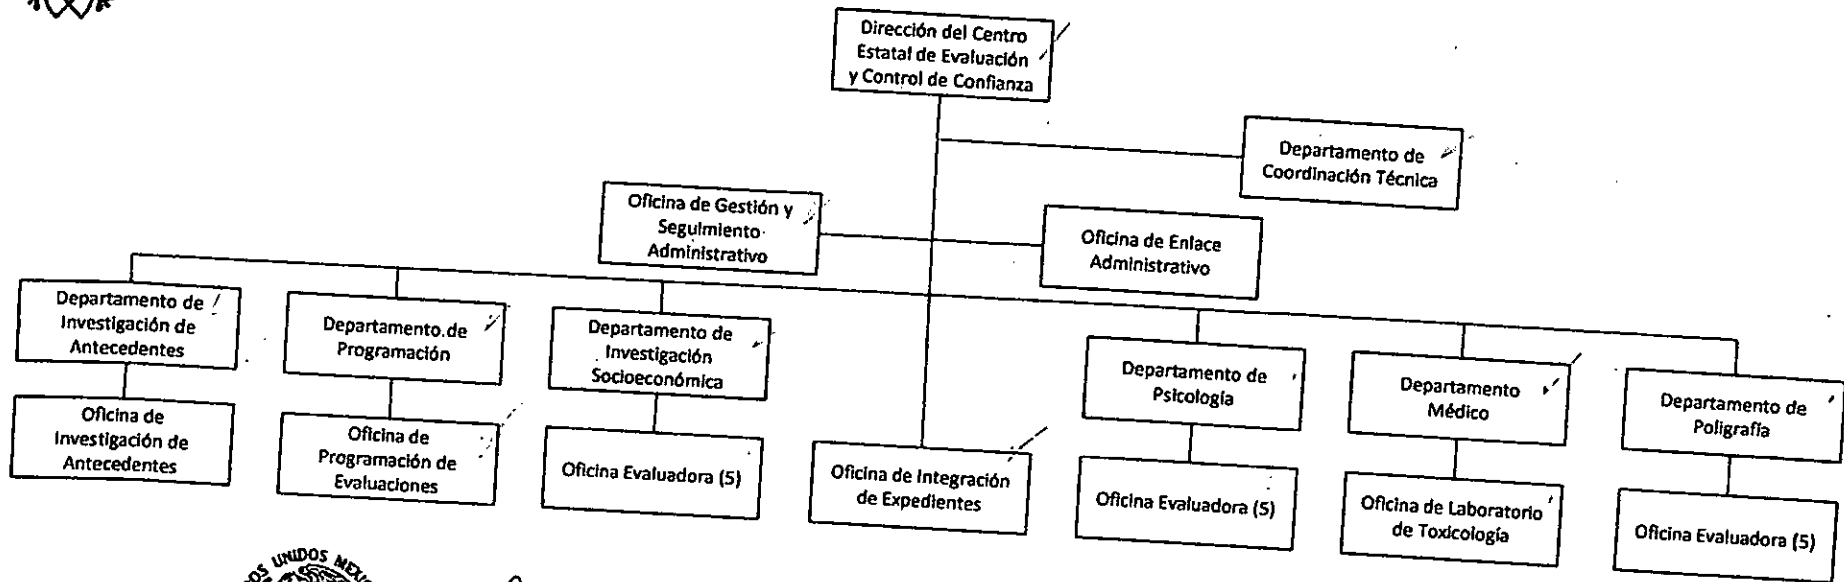 Dirección del Centro
Estatal de Evaluación
y Control de Confianza
Departamento de
Coordinación Técnica
Oficina de Gestión y
Seguimiento
Administrativo
Oficina de Enlace
Administrativo
Departamento de
Investigación de
Antecedentes
Departamento de
Programación
Departamento de
Investigación
Socioeconómica
Departamento de
Psicología
Departamento
Médico
Departamento de
Poligrafía
Oficina de
Investigación de
Antecedentes
Oficina de
Programación de
Evaluaciones
Oficina Evaluadora (5)
Oficina de Integración
de Expedientes
Oficina Evaluadora (5)
Oficina de Laboratorio
de Toxicología
Oficina Evaluadora (5)
UNIDOS